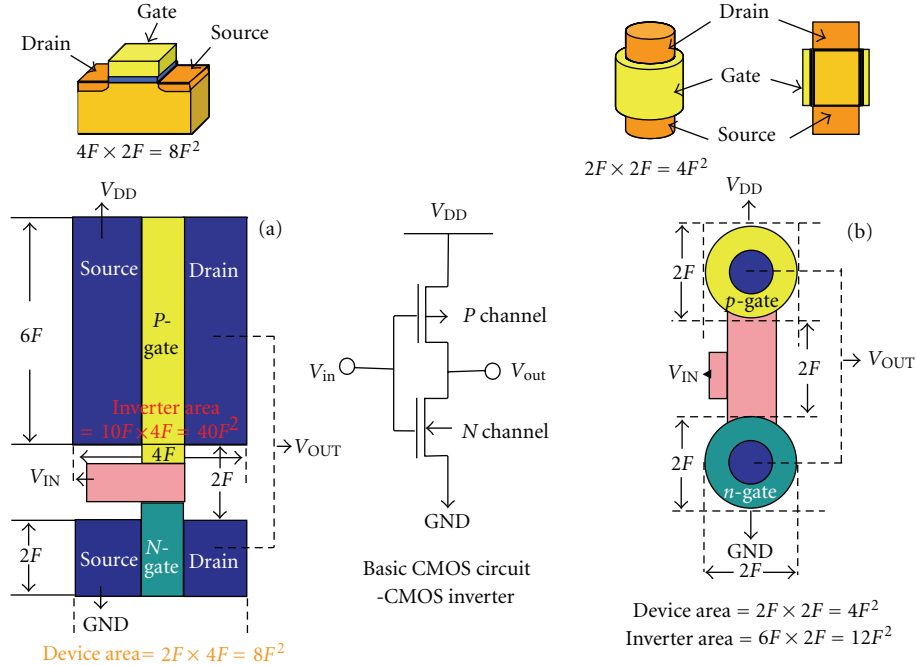 Gate
Drain
Source
4F × 2F = 8F²
Drain
Gate
Source
2F × 2F = 4F²
V_DD
(a)
Source
Drain
6F
P-
gate
Inverter area
= 10F×4F = 40F²
4F
V_IN
2F
V_OUT
2F
Source
N-
gate
Drain
GND
Device area= 2F × 4F = 8F²
V_DD
P channel
V_in
V_out
N channel
GND
Basic CMOS circuit
-CMOS inverter
V_DD
(b)
2F
p-gate
V_IN
2F
V_OUT
2F
n-gate
GND
2F
Device area = 2F × 2F = 4F²
Inverter area = 6F × 2F = 12F²